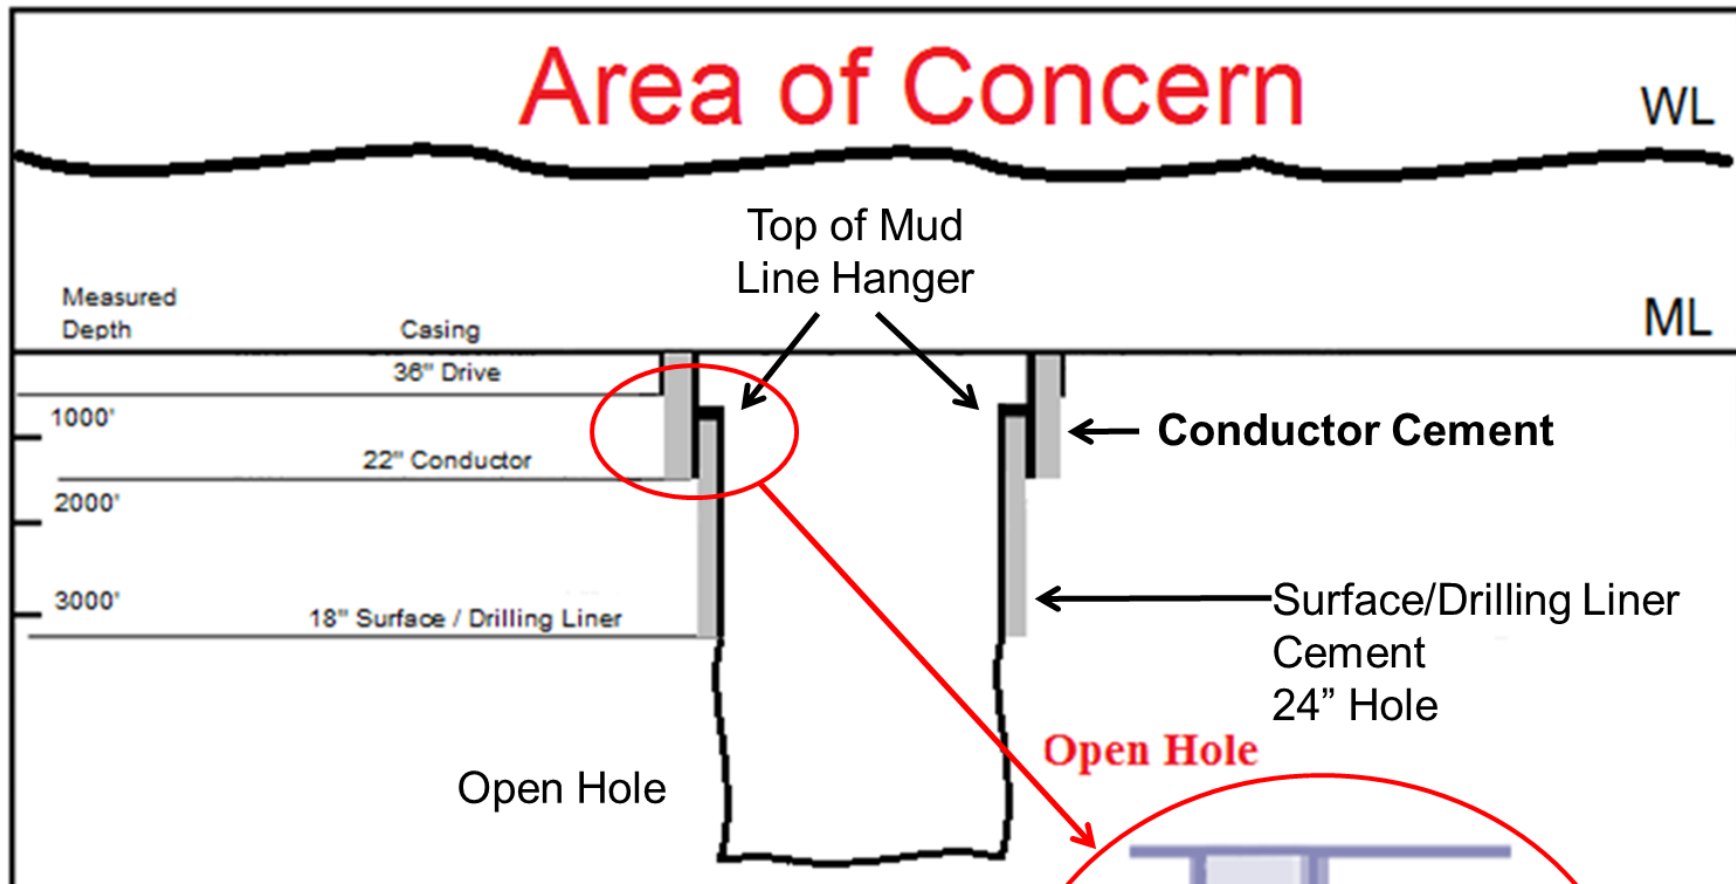 Area of Concern
WL
Top of Mud
Line Hanger
Measured
Depth
Casing
ML
36" Drive
1000'
Conductor Cement
22" Conductor
2000'
3000'
18" Surface / Drilling Liner
Surface/Drilling Liner
Cement
24” Hole
Open Hole
Open Hole